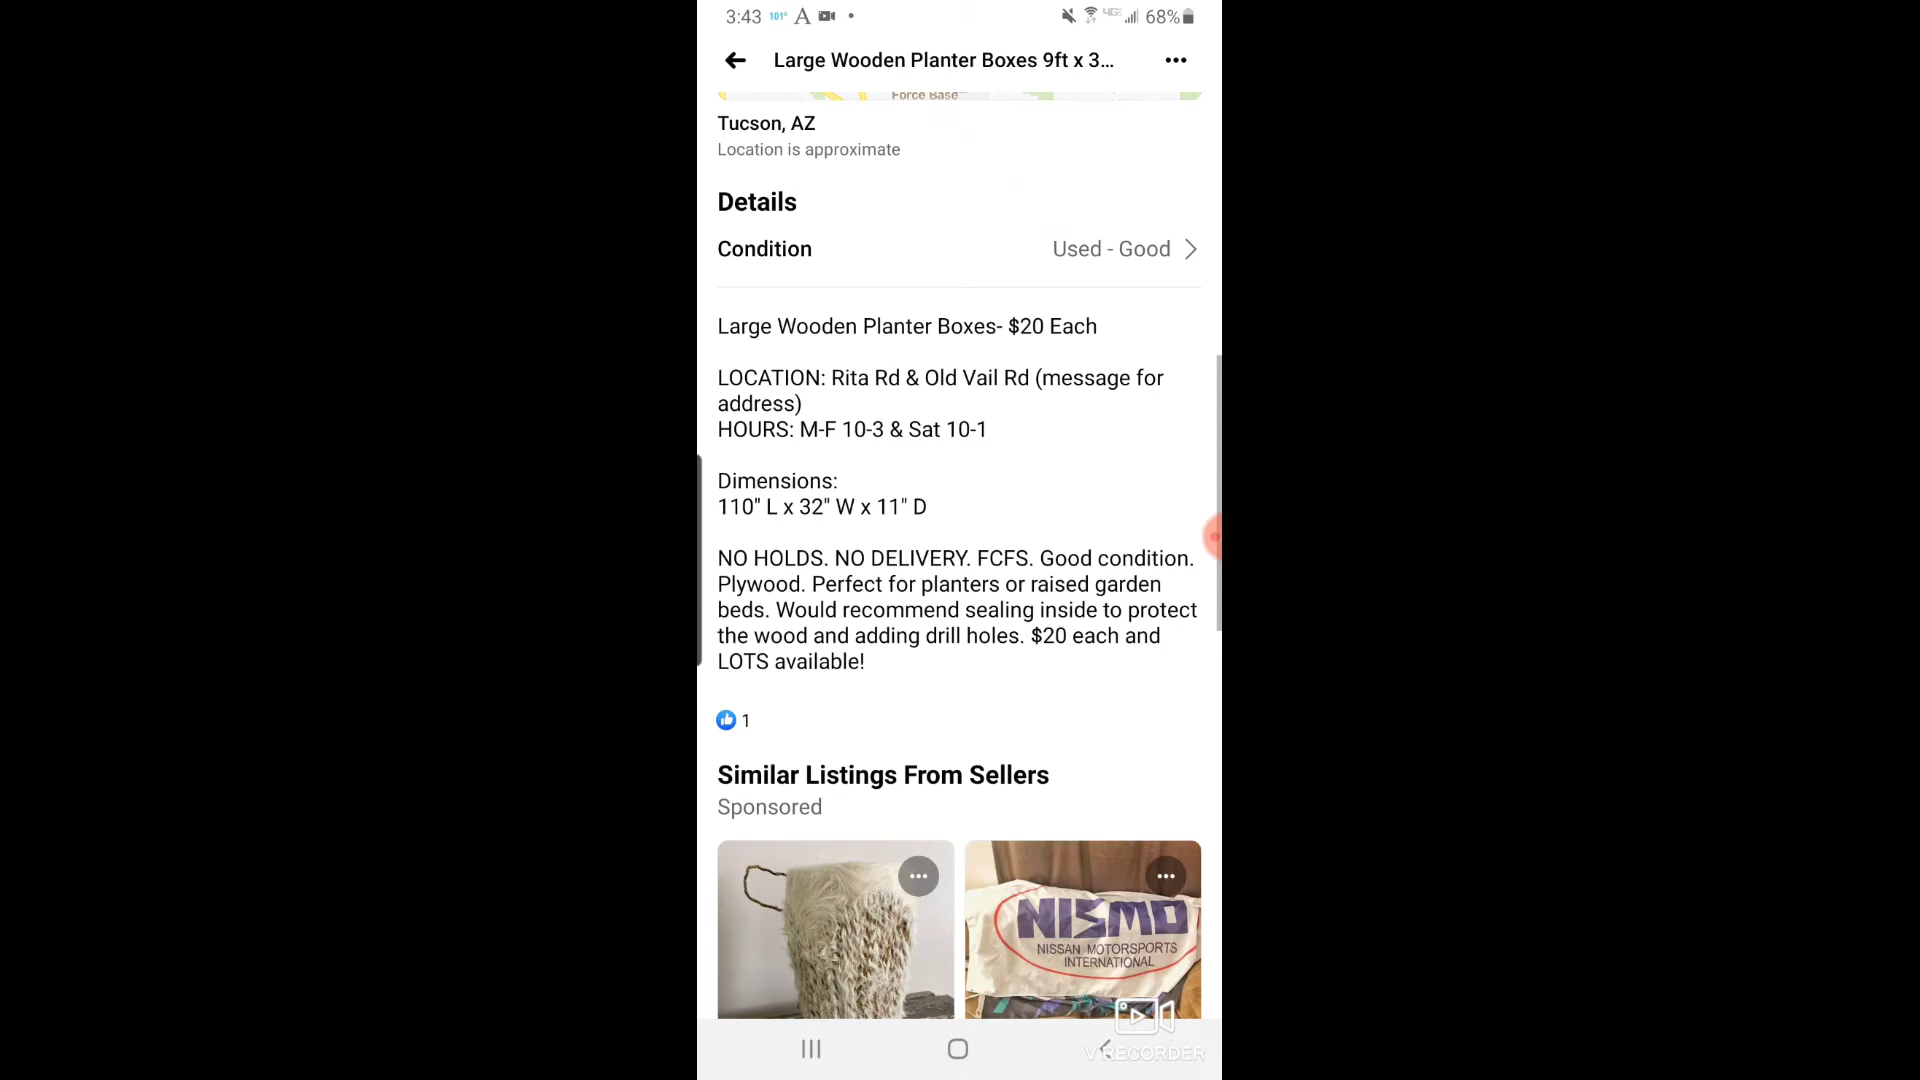 3:43 101° A 4G 68%
Large Wooden Planter Boxes 9ft x 3...
Force Base
Tucson, AZ
Location is approximate
Details
Condition Used - Good
Large Wooden Planter Boxes- $20 Each
LOCATION: Rita Rd & Old Vail Rd (message for
address)
HOURS: M-F 10-3 & Sat 10-1
Dimensions:
110" L x 32" W x 11" D
NO HOLDS. NO DELIVERY. FCFS. Good condition.
Plywood. Perfect for planters or raised garden
beds. Would recommend sealing inside to protect
the wood and adding drill holes. $20 each and
LOTS available!
1
Similar Listings From Sellers
Sponsored
NISMO
NISSAN MOTORSPORTS
INTERNATIONAL
V RECORDER